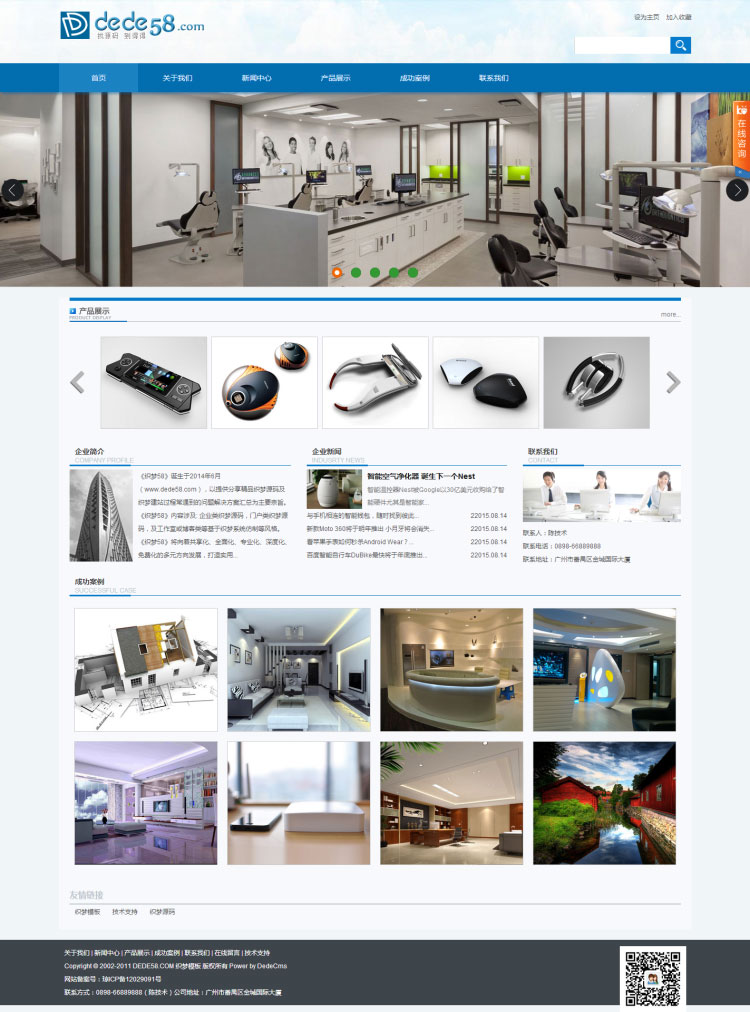 dede58.com
织源码 到得得
设为主页 加入收藏
首页 关于我们 新闻中心 产品展示 成功案例 联系我们
在线咨询
产品展示
PRODUCT DISPLAY
more...
企业简介
COMPANY PROFILE
《织梦58》诞生于2014年8月
(www.dede58.com)，以提供分享精品织梦源码及
织梦建站过程常遇到的问题解决方案汇总为主要宗旨。
《织梦58》内容涉及: 企业类织梦源码，门户类织梦源
码，及工作室或博客类等基于织梦系统仿制等风格。
《织梦58》将向着共享化、全面化、专业化、深度化、
免费化的多元方向发展，打造实用...
企业新闻
INDUSRTY NEWS
智能空气净化器 诞生下一个Nest
智能温控器Nest被Google以32亿美元收购给了智
能硬件尤其是智能家...
与手机相连的智能钱包，随时找到彼此... 22015.08.14
新款Moto 360将于明年推出 小月牙将会消失... 22015.08.14
看苹果手表如何秒杀Android Wear？... 22015.08.14
百度智能自行车DuBike最快将于年底推出... 22015.08.14
联系我们
CONTACT
联系人：陈技术
联系电话：0898-66889888
联系地址：广州市番禺区金域国际大厦
成功案例
SUCCESSFUL CASE
友情链接
织梦模板 技术支持 织梦源码
关于我们 | 新闻中心 | 产品展示 | 成功案例 | 联系我们 | 在线留言 | 技术支持
Copyright © 2002-2011 DEDE58.COM 织梦模板 版权所有 Power by DedeCms
网站备案号：琼ICP备12029091号
联系方式：0898-66889888（陈技术）公司地址：广州市番禺区金域国际大厦